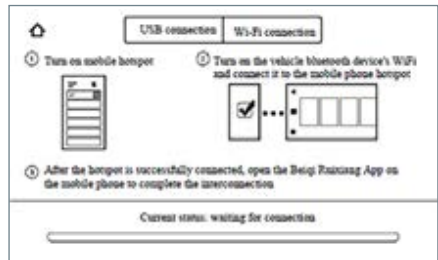 USB connection
Wi-Fi connection
1 Turn on mobile hotspot
2 Turn on the vehicle bluetooth device's WiFi
and connect it to the mobile phone hotspot
3 After the hotspot is successfully connected, open the Beiqi Ruixiang App on
the mobile phone to complete the interconnection
Current status: waiting for connection